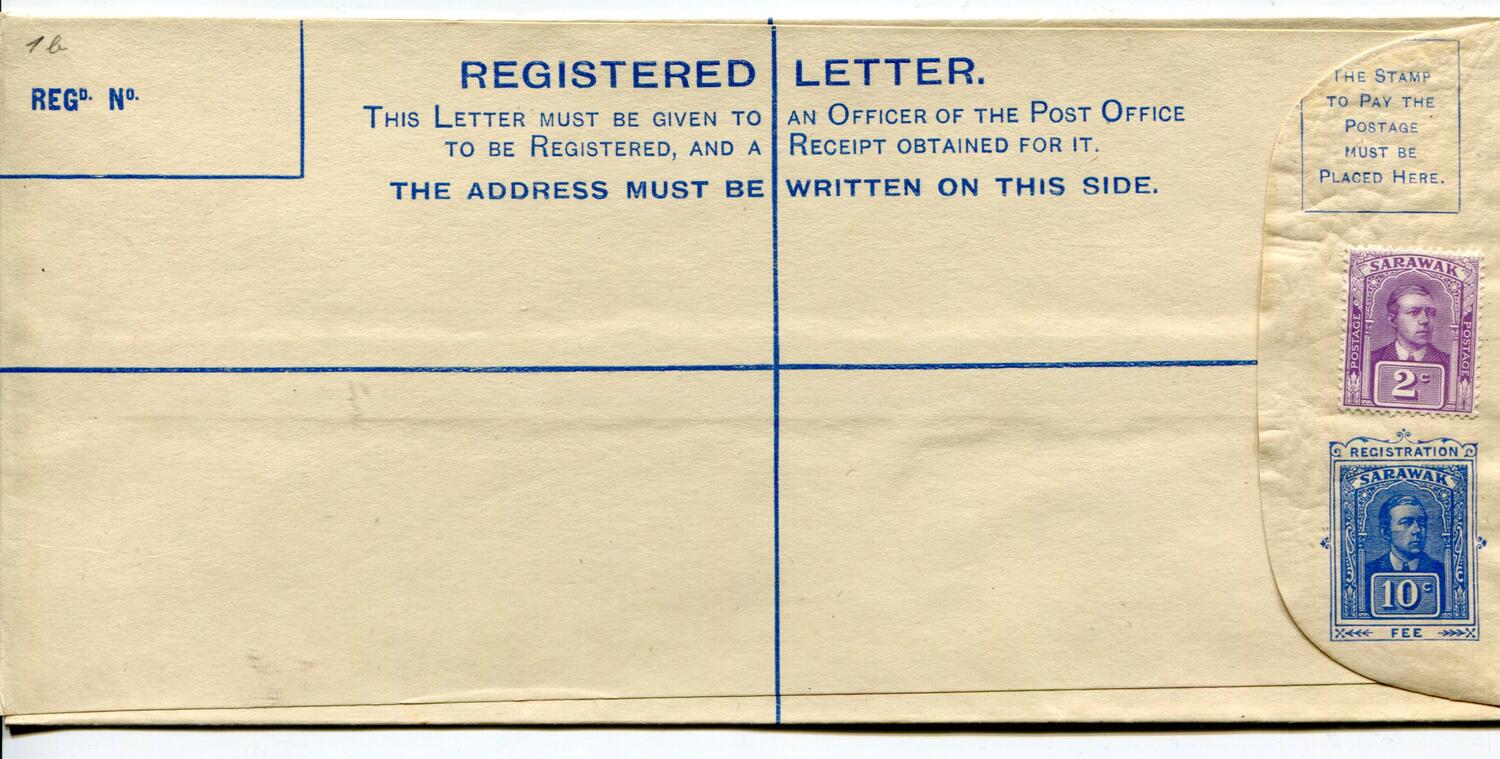 1b
REGD. No.
REGISTERED LETTER.
THIS LETTER MUST BE GIVEN TO AN OFFICER OF THE POST OFFICE
TO BE REGISTERED, AND A RECEIPT OBTAINED FOR IT.
THE ADDRESS MUST BE WRITTEN ON THIS SIDE.
THE STAMP
TO PAY THE
POSTAGE
MUST BE
PLACED HERE.
SARAWAK
POSTAGE
POSTAGE
2c
REGISTRATION
SARAWAK
10c
FEE